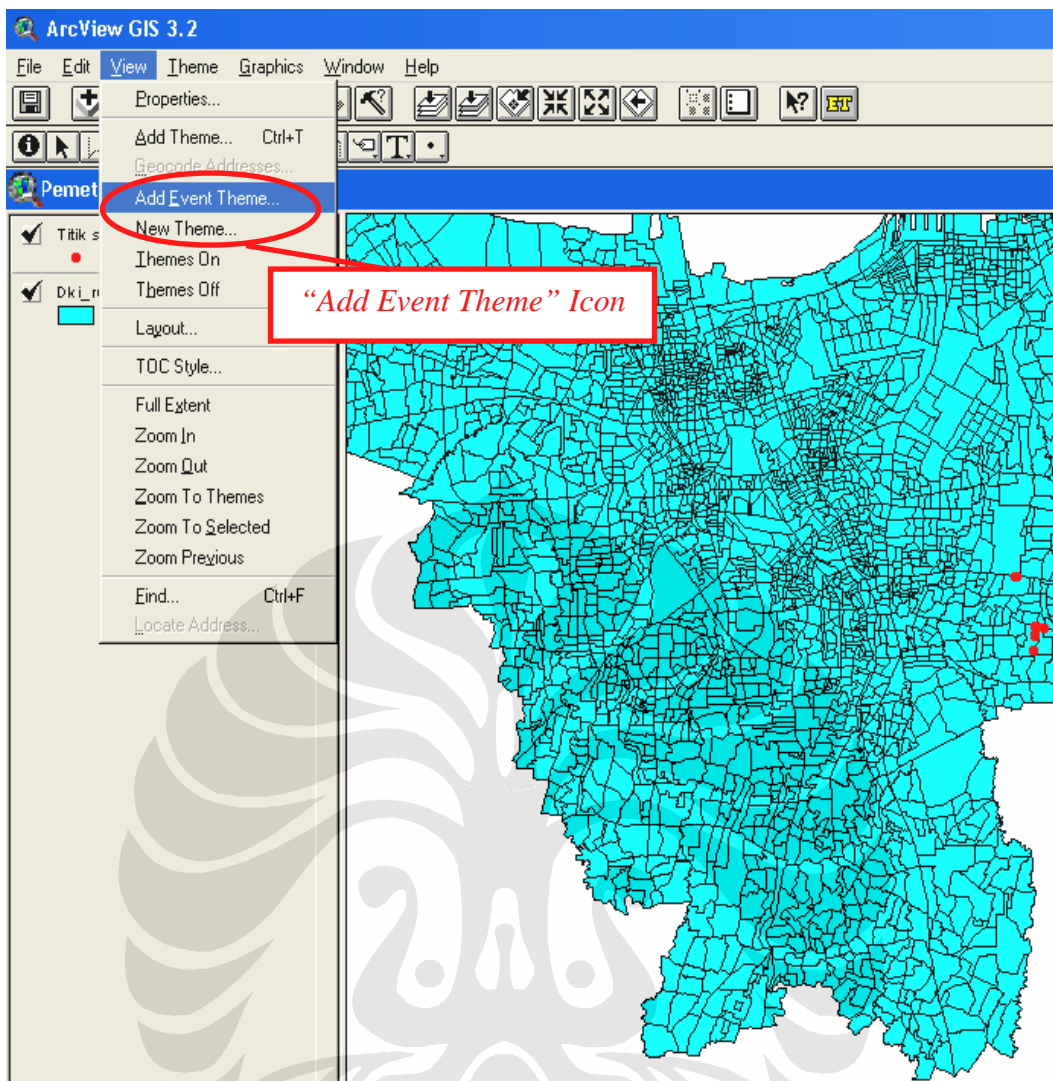 ArcView GIS 3.2
File Edit View Theme Graphics Window Help
Properties...
Add Theme... Ctrl+T
Geocode Addresses...
Pemet
Add Event Theme...
Titik s
New Theme...
Themes On
Dki_r
Themes Off
"Add Event Theme" Icon
Layout...
TOC Style...
Full Extent
Zoom In
Zoom Out
Zoom To Themes
Zoom To Selected
Zoom Previous
Find... Ctrl+F
Locate Address...
ET